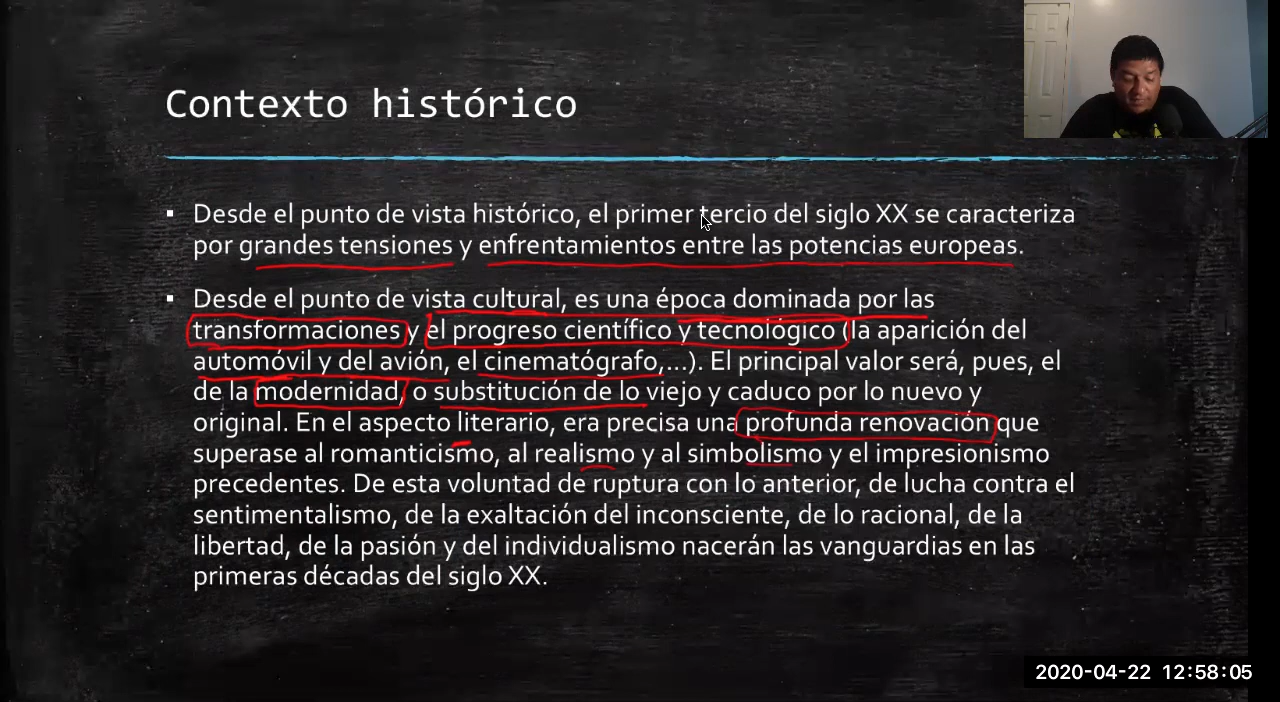 Contexto histórico
▪ Desde el punto de vista histórico, el primer tercio del siglo XX se caracteriza
por grandes tensiones y enfrentamientos entre las potencias europeas.
▪ Desde el punto de vista cultural, es una época dominada por las
transformaciones y el progreso científico y tecnológico (la aparición del
automóvil y del avión, el cinematógrafo,...). El principal valor será, pues, el
de la modernidad, o substitución de lo viejo y caduco por lo nuevo y
original. En el aspecto literario, era precisa una profunda renovación que
superase al romanticismo, al realismo y al simbolismo y el impresionismo
precedentes. De esta voluntad de ruptura con lo anterior, de lucha contra el
sentimentalismo, de la exaltación del inconsciente, de lo racional, de la
libertad, de la pasión y del individualismo nacerán las vanguardias en las
primeras décadas del siglo XX.
2020-04-22 12:58:05